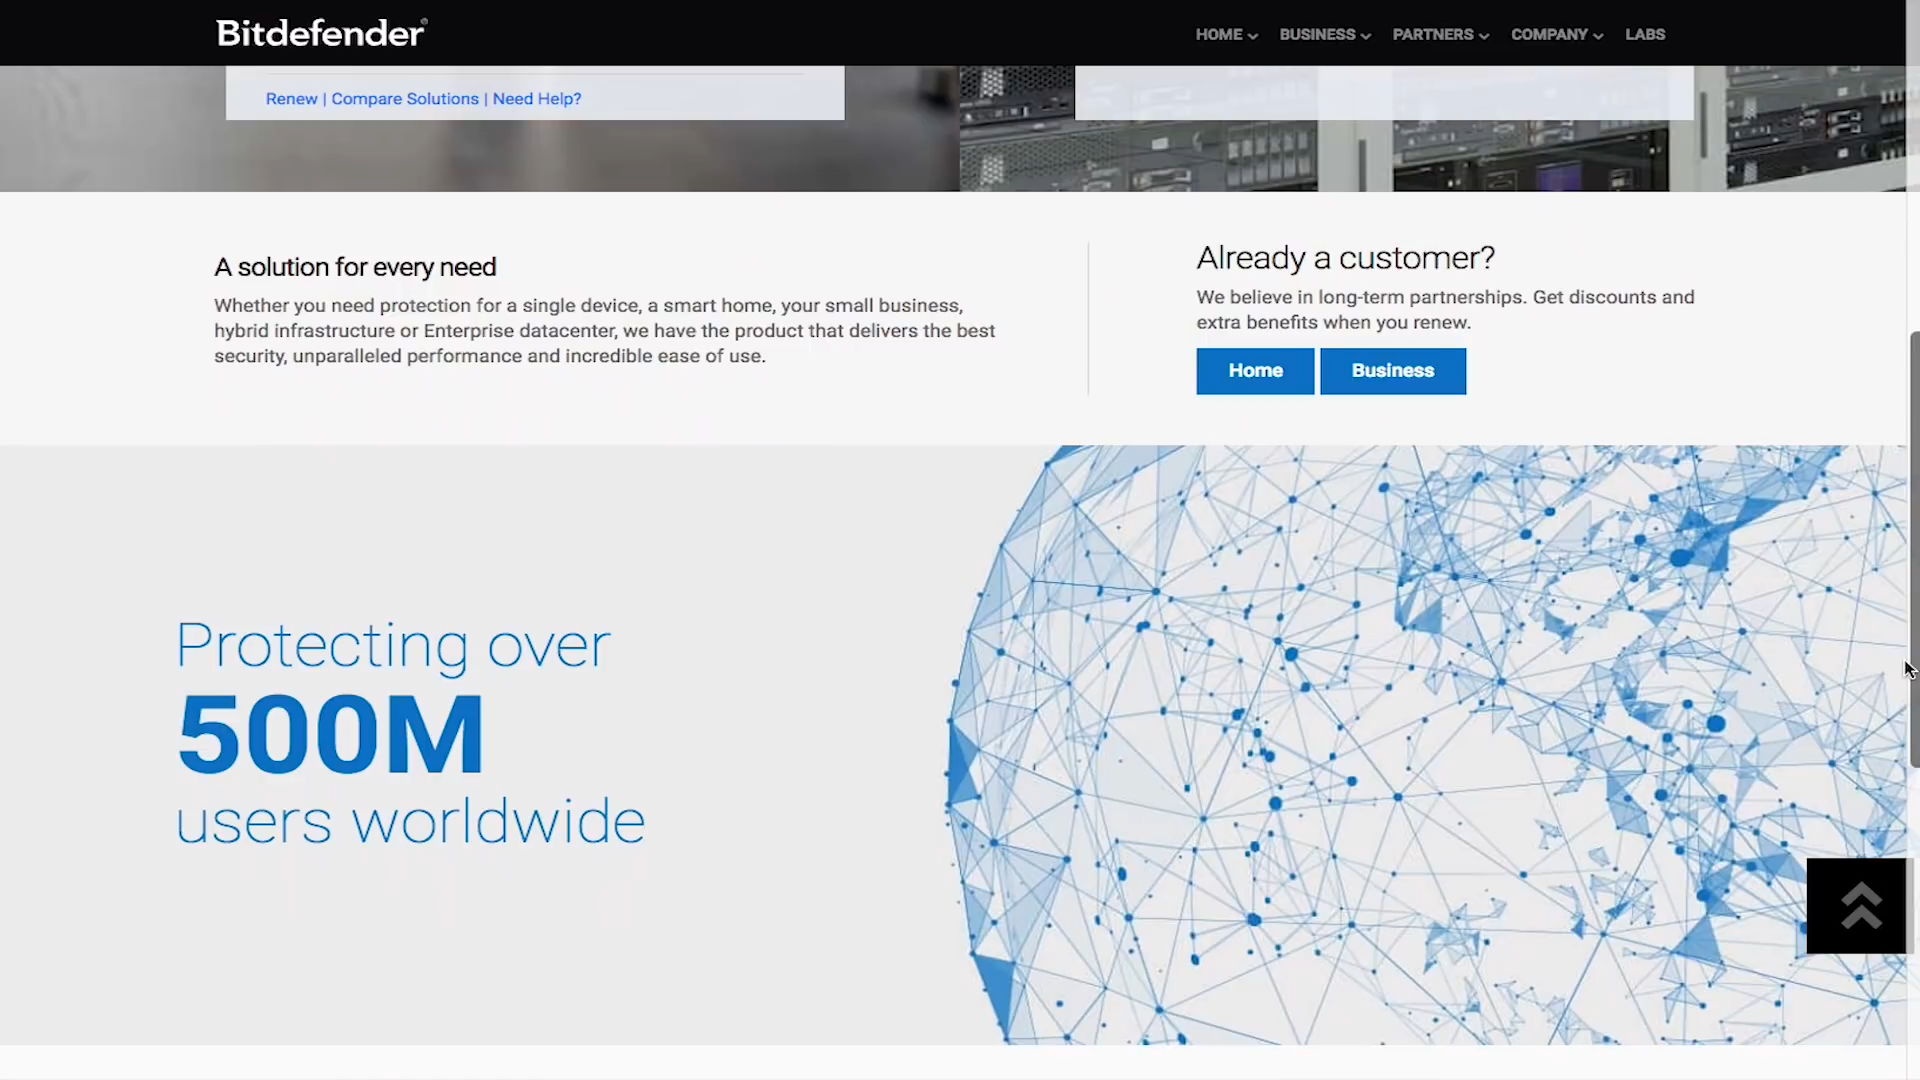 Bitdefender®
HOME BUSINESS PARTNERS COMPANY LABS
Renew | Compare Solutions | Need Help?
A solution for every need
Whether you need protection for a single device, a smart home, your small business,
hybrid infrastructure or Enterprise datacenter, we have the product that delivers the best
security, unparalleled performance and incredible ease of use.
Already a customer?
We believe in long-term partnerships. Get discounts and
extra benefits when you renew.
Home Business
Protecting over
500M
users worldwide